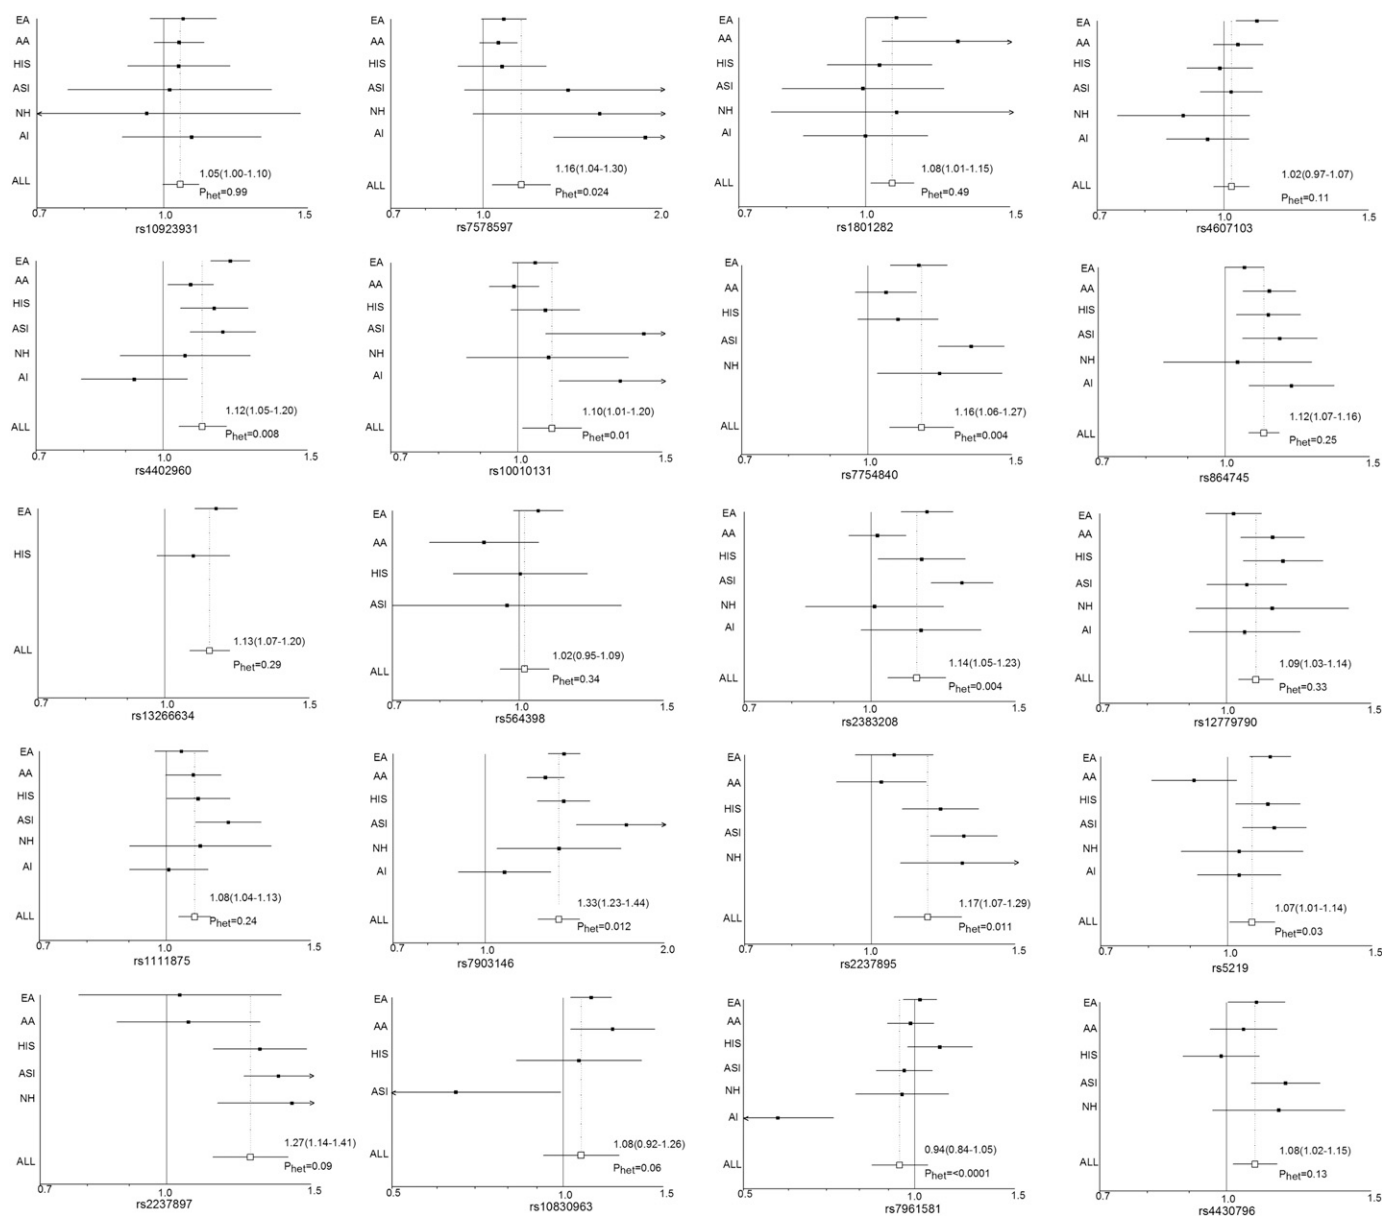 EA
AA
HIS
ASI
NH
AI
ALL
1.05(1.00-1.10)
Phet=0.99
0.7 1.0 1.5
rs10923931
EA
AA
HIS
ASI
NH
AI
ALL
1.16(1.04-1.30)
Phet=0.024
0.7 1.0 2.0
rs7578597
EA
AA
HIS
ASI
NH
AI
ALL
1.08(1.01-1.15)
Phet=0.49
0.7 1.0 1.5
rs1801282
EA
AA
HIS
ASI
NH
AI
ALL
1.02(0.97-1.07)
Phet=0.11
0.7 1.0 1.5
rs4607103
EA
AA
HIS
ASI
NH
AI
ALL
1.12(1.05-1.20)
Phet=0.008
0.7 1.0 1.5
rs4402960
EA
AA
HIS
ASI
NH
AI
ALL
1.10(1.01-1.20)
Phet=0.01
0.7 1.0 1.5
rs10010131
EA
AA
HIS
ASI
NH
ALL
1.16(1.06-1.27)
Phet=0.004
0.7 1.0 1.5
rs7754840
EA
AA
HIS
ASI
NH
AI
ALL
1.12(1.07-1.16)
Phet=0.25
0.7 1.0 1.5
rs864745
EA
HIS
ALL
1.13(1.07-1.20)
Phet=0.29
0.7 1.0 1.5
rs13266634
EA
AA
HIS
ASI
ALL
1.02(0.95-1.09)
Phet=0.34
0.7 1.0 1.5
rs564398
EA
AA
HIS
ASI
NH
AI
ALL
1.14(1.05-1.23)
Phet=0.004
0.7 1.0 1.5
rs2383208
EA
AA
HIS
ASI
NH
AI
ALL
1.09(1.03-1.14)
Phet=0.33
0.7 1.0 1.5
rs12779790
EA
AA
HIS
ASI
NH
AI
ALL
1.08(1.04-1.13)
Phet=0.24
0.7 1.0 1.5
rs1111875
EA
AA
HIS
ASI
NH
AI
ALL
1.33(1.23-1.44)
Phet=0.012
0.7 1.0 2.0
rs7903146
EA
AA
HIS
ASI
NH
ALL
1.17(1.07-1.29)
Phet=0.011
0.7 1.0 1.5
rs2237895
EA
AA
HIS
ASI
NH
AI
ALL
1.07(1.01-1.14)
Phet=0.03
0.7 1.0 1.5
rs5219
EA
AA
HIS
ASI
NH
ALL
1.27(1.14-1.41)
Phet=0.09
0.7 1.0 1.5
rs2237897
EA
AA
HIS
ASI
ALL
1.08(0.92-1.26)
Phet=0.06
0.5 1.0 1.5
rs10830963
EA
AA
HIS
ASI
NH
AI
ALL
0.94(0.84-1.05)
Phet=<0.0001
0.5 1.0 1.5
rs7961581
EA
AA
HIS
ASI
NH
ALL
1.08(1.02-1.15)
Phet=0.13
0.7 1.0 1.5
rs4430796